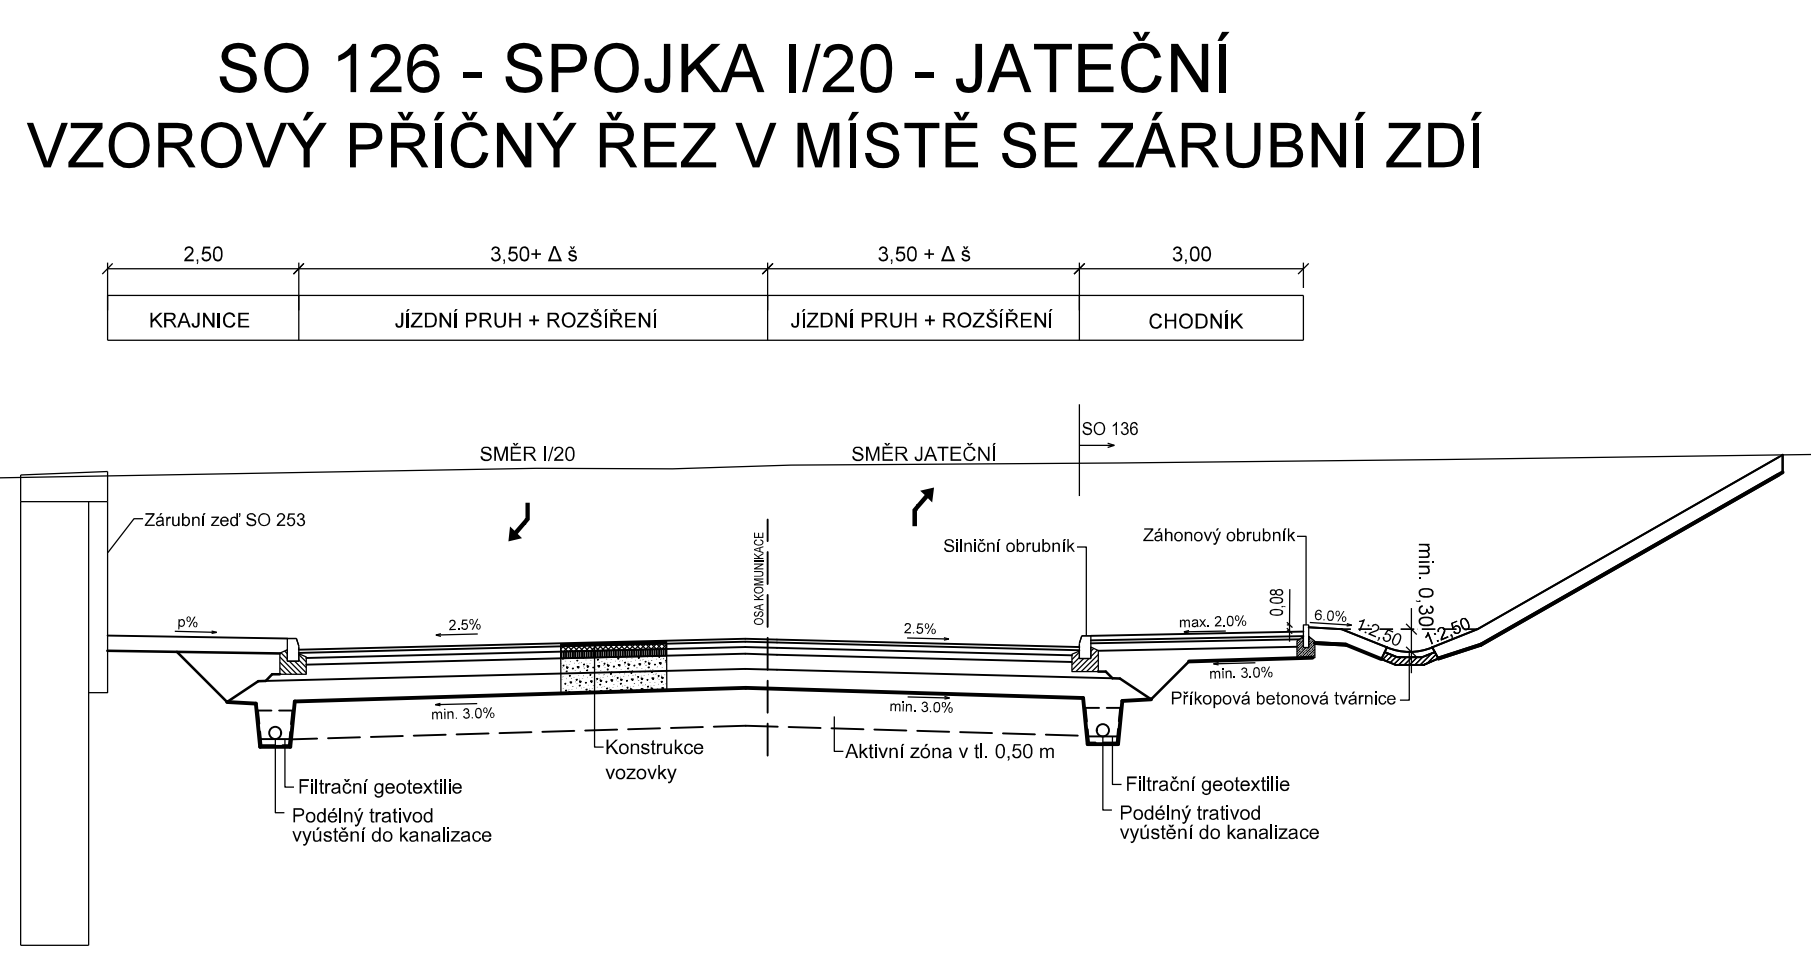 SO 126 - SPOJKA I/20 - JATEČNÍ
VZOROVÝ PŘÍČNÝ ŘEZ V MÍSTĚ SE ZÁRUBNÍ ZDÍ
2,50
3,50+ Δ š
3,50 + Δ š
3,00
KRAJNICE
JÍZDNÍ PRUH + ROZŠÍŘENÍ
JÍZDNÍ PRUH + ROZŠÍŘENÍ
CHODNÍK
SO 136
SMĚR I/20
SMĚR JATEČNÍ
Zárubní zeď SO 253
OSA KOMUNIKACE
Silniční obrubník
Záhonový obrubník
min. 0,30
0,08
p%
2.5%
2.5%
max. 2.0%
6.0%
1:2,50
1:2,50
min. 3.0%
min. 3.0%
min. 3.0%
Příkopová betonová tvárnice
Konstrukce
vozovky
Aktivní zóna v tl. 0,50 m
Filtrační geotextilie
Podélný trativod
vyústění do kanalizace
Filtrační geotextilie
Podélný trativod
vyústění do kanalizace